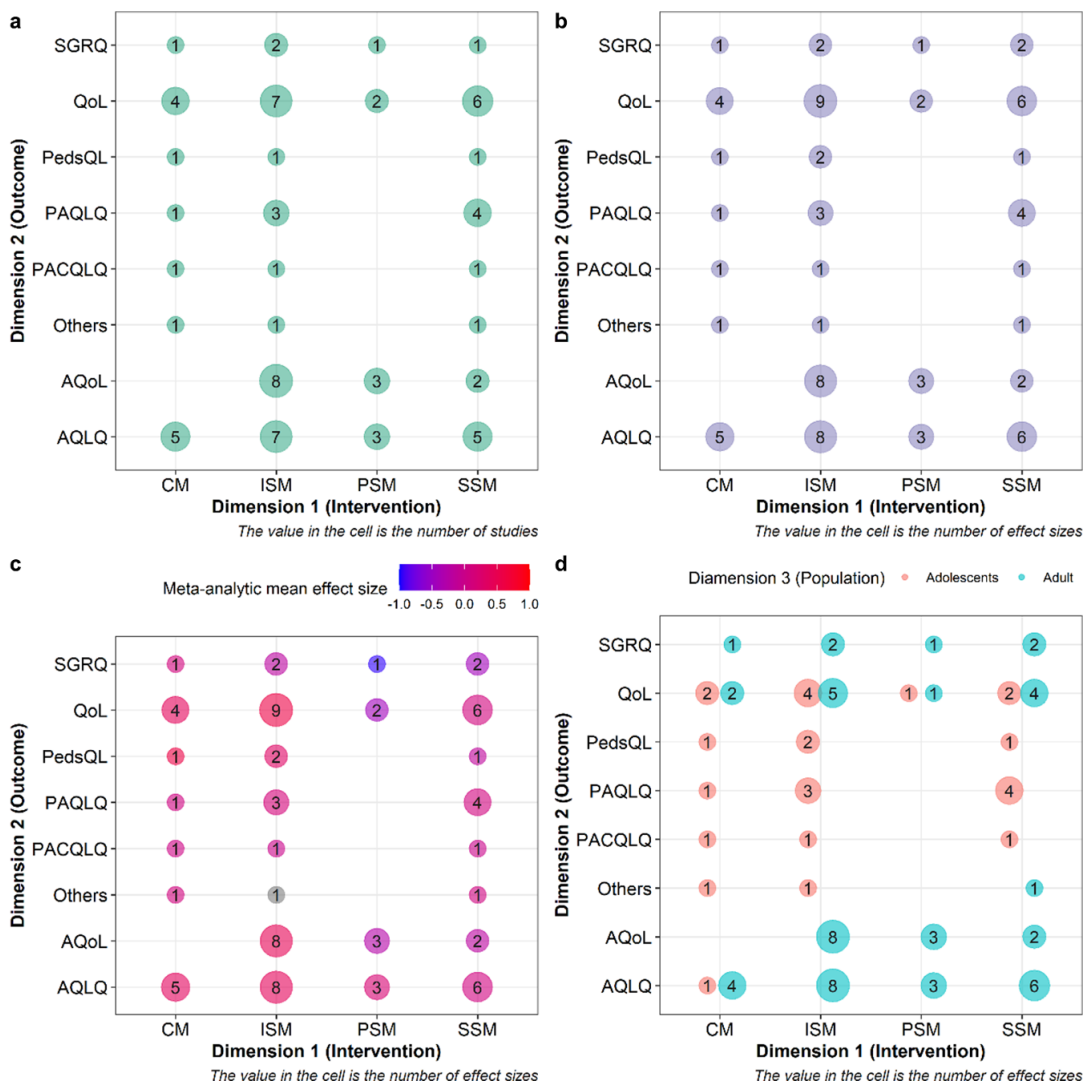 a
Dimension 2 (Outcome)
SGRQ 1 2 1 1
QoL 4 7 2 6
PedsQL 1 1 1
PAQLQ 1 3 4
PACQLQ 1 1 1
Others 1 1 1
AQoL 8 3 2
AQLQ 5 7 3 5
CM ISM PSM SSM
Dimension 1 (Intervention)
The value in the cell is the number of studies
b
Dimension 2 (Outcome)
SGRQ 1 2 1 2
QoL 4 9 2 6
PedsQL 1 2 1
PAQLQ 1 3 4
PACQLQ 1 1 1
Others 1 1 1
AQoL 8 3 2
AQLQ 5 8 3 6
CM ISM PSM SSM
Dimension 1 (Intervention)
The value in the cell is the number of effect sizes
c
Meta-analytic mean effect size
-1.0 -0.5 0.0 0.5 1.0
Dimension 2 (Outcome)
SGRQ 1 2 1 2
QoL 4 9 2 6
PedsQL 1 2 1
PAQLQ 1 3 4
PACQLQ 1 1 1
Others 1 1 1
AQoL 8 3 2
AQLQ 5 8 3 6
CM ISM PSM SSM
Dimension 1 (Intervention)
The value in the cell is the number of effect sizes
d
Diamension 3 (Population) Adolescents Adult
Dimension 2 (Outcome)
SGRQ 1 2 1 2
QoL 2 2 4 5 1 1 2 4
PedsQL 1 2 1
PAQLQ 1 3 4
PACQLQ 1 1 1
Others 1 1 1
AQoL 8 3 2
AQLQ 1 4 8 3 6
CM ISM PSM SSM
Dimension 1 (Intervention)
The value in the cell is the number of effect sizes